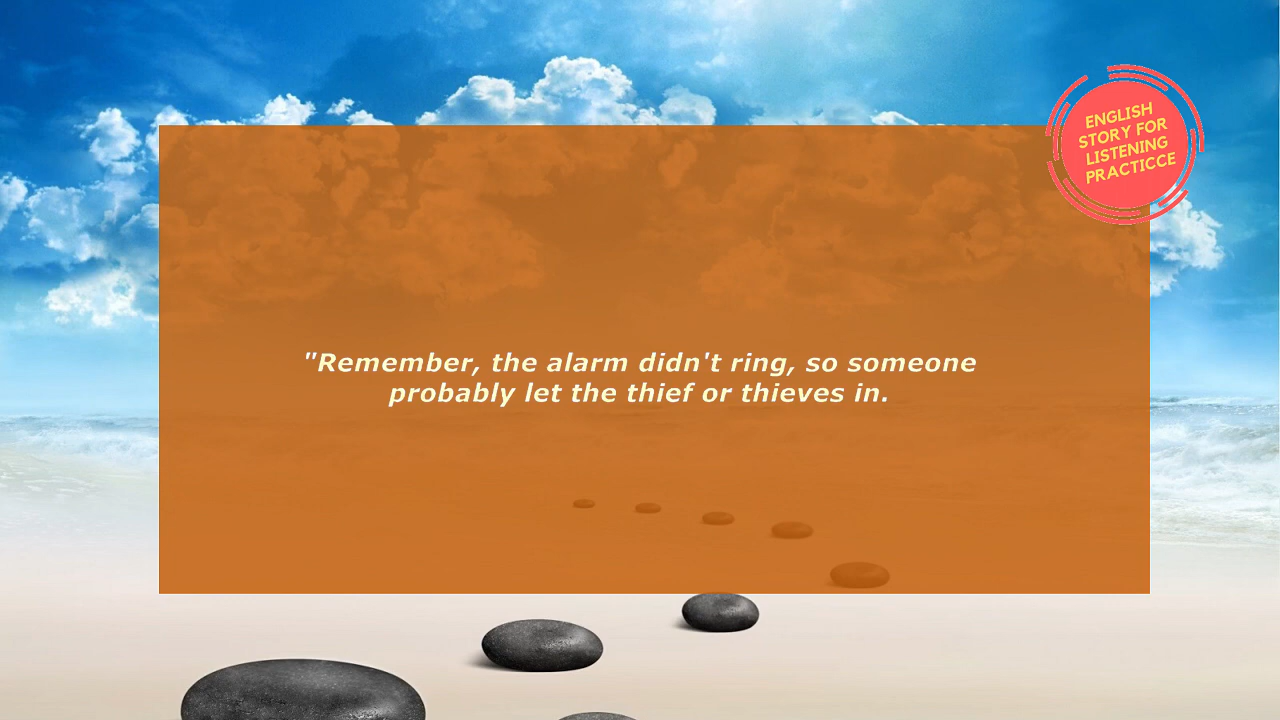 ENGLISH
STORY FOR
LISTENING
PRACTICCE
"Remember, the alarm didn't ring, so someone
probably let the thief or thieves in.